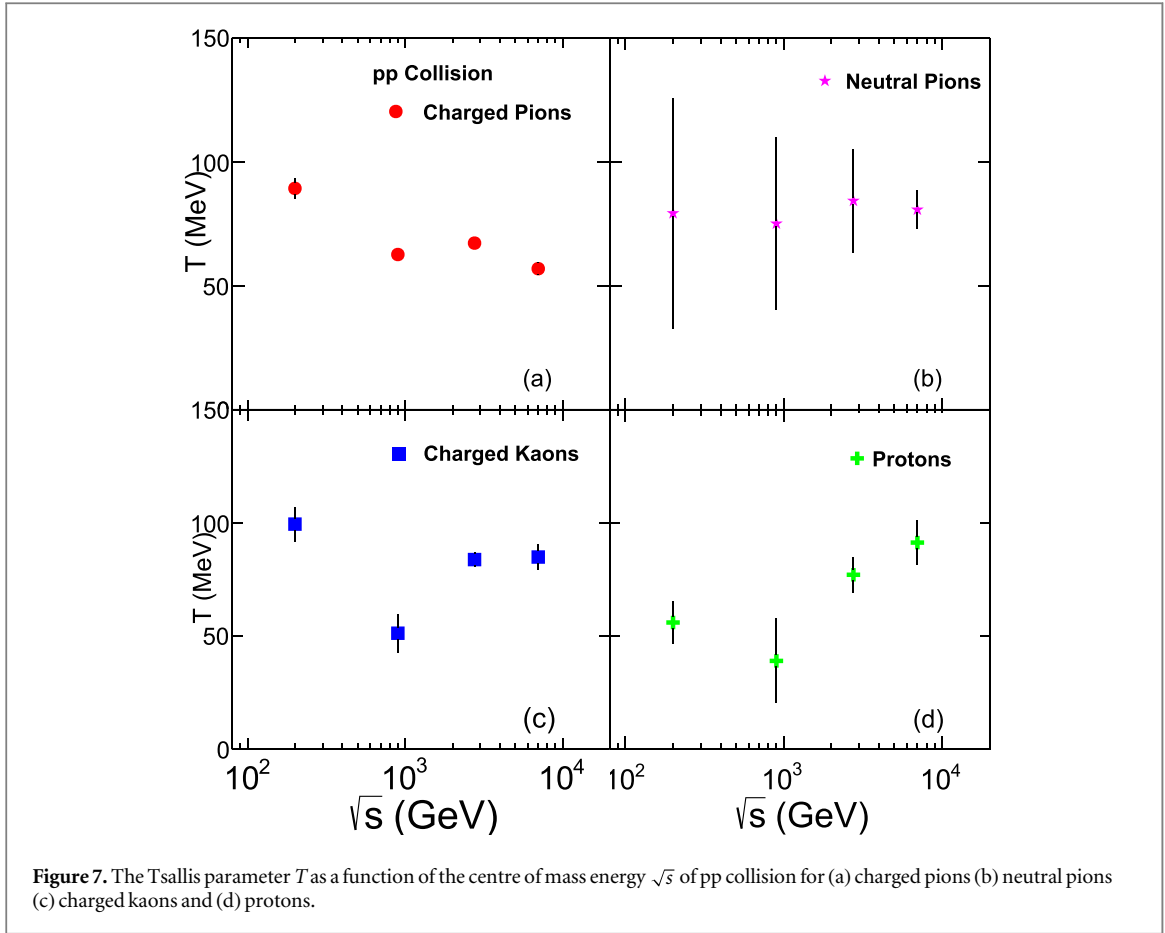 150
pp Collision
Charged Pions
Neutral Pions
100
T (MeV)
50
(a)
(b)
150
Charged Kaons
Protons
100
T (MeV)
50
(c)
(d)
0
10² 10³ 10⁴ 10² 10³ 10⁴
√s (GeV) √s (GeV)
Figure 7. The Tsallis parameter T as a function of the centre of mass energy √s of pp collision for (a) charged pions (b) neutral pions
(c) charged kaons and (d) protons.